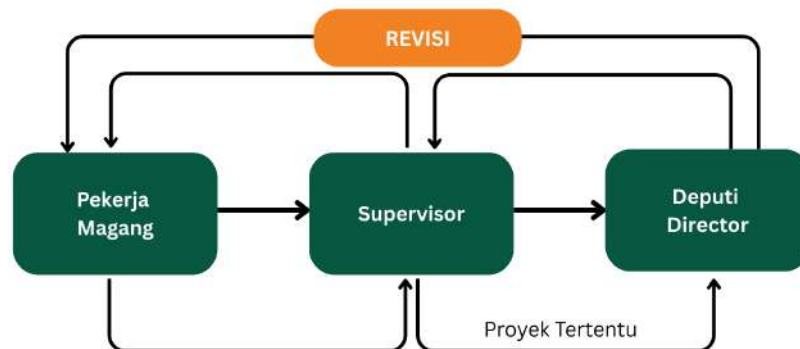 REVISI
Pekerja
Magang
Supervisor
Deputi
Director
Proyek Tertentu